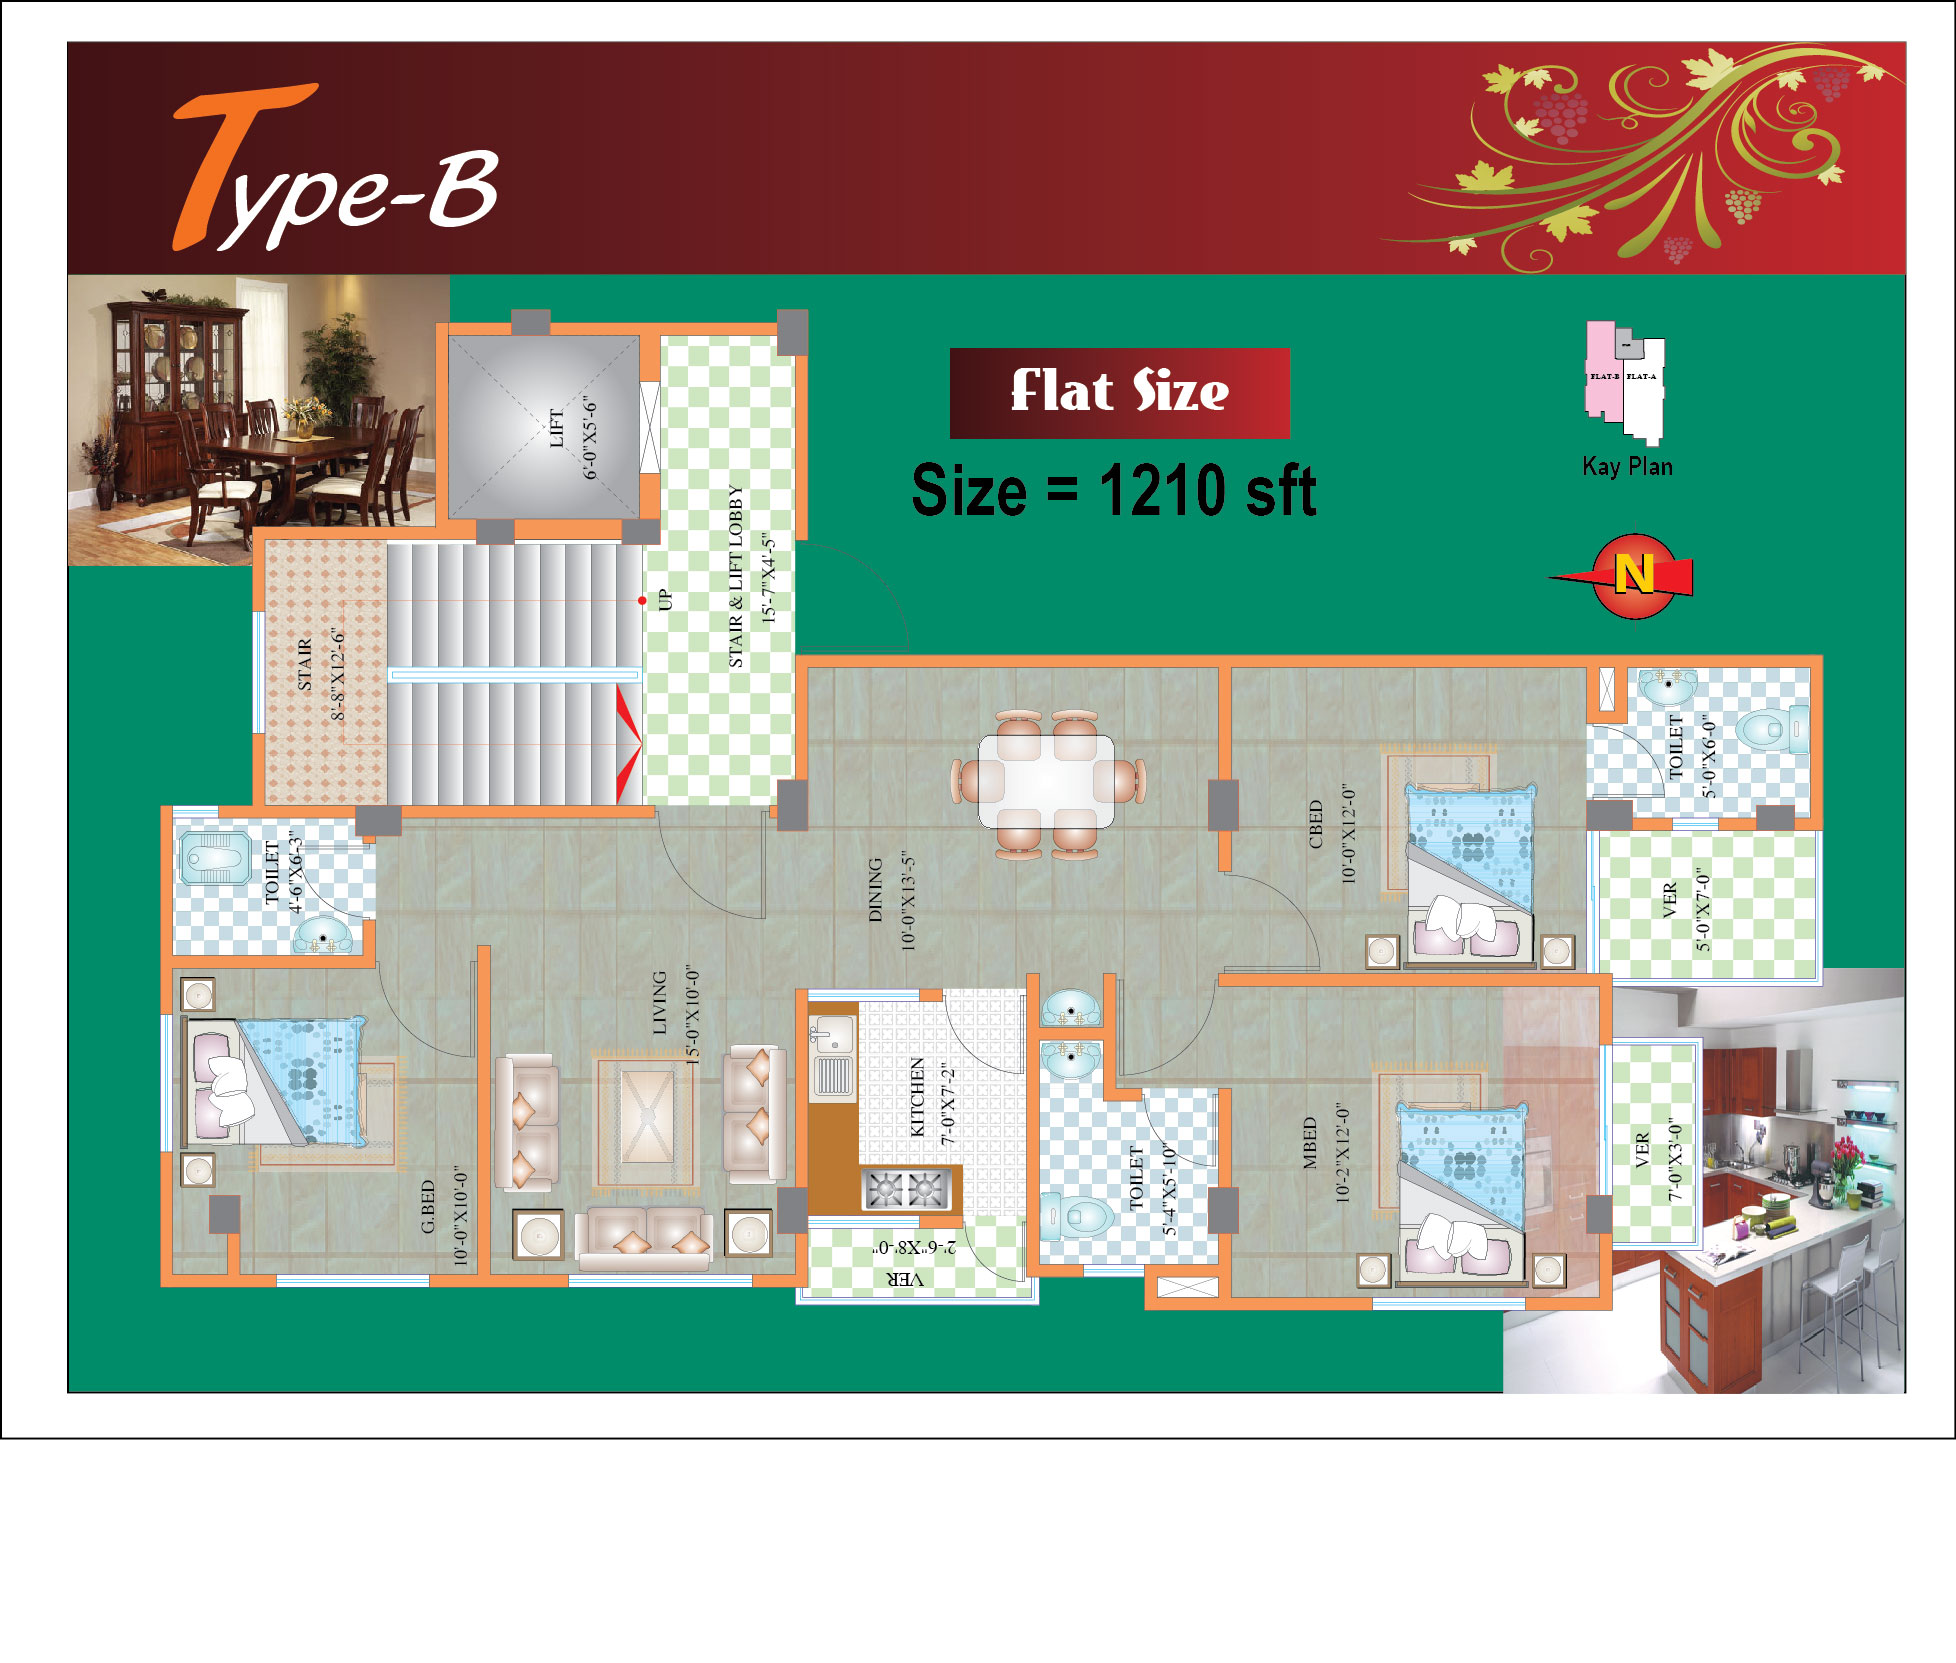 Type-B
Flat Size
Size = 1210 sft
FLAT-B
FLAT-A
Kay Plan
N
LIFT
6'-0"X5'-6"
STAIR & LIFT LOBBY
15'-7"X4'-5"
UP
STAIR
8'-8"X12'-6"
TOILET
4'-6"X6'-3"
G.BED
10'-0"X10'-0"
LIVING
15'-0"X10'-0"
DINING
10'-0"X13'-5"
KITCHEN
7'-0"X7'-2"
VER
2'-6"X8'-0"
TOILET
5'-4"X5'-10"
CBED
10'-0"X12'-0"
TOILET
5'-0"X6'-0"
VER
5'-0"X7'-0"
MBED
10'-2"X12'-0"
VER
7'-0"X3'-0"